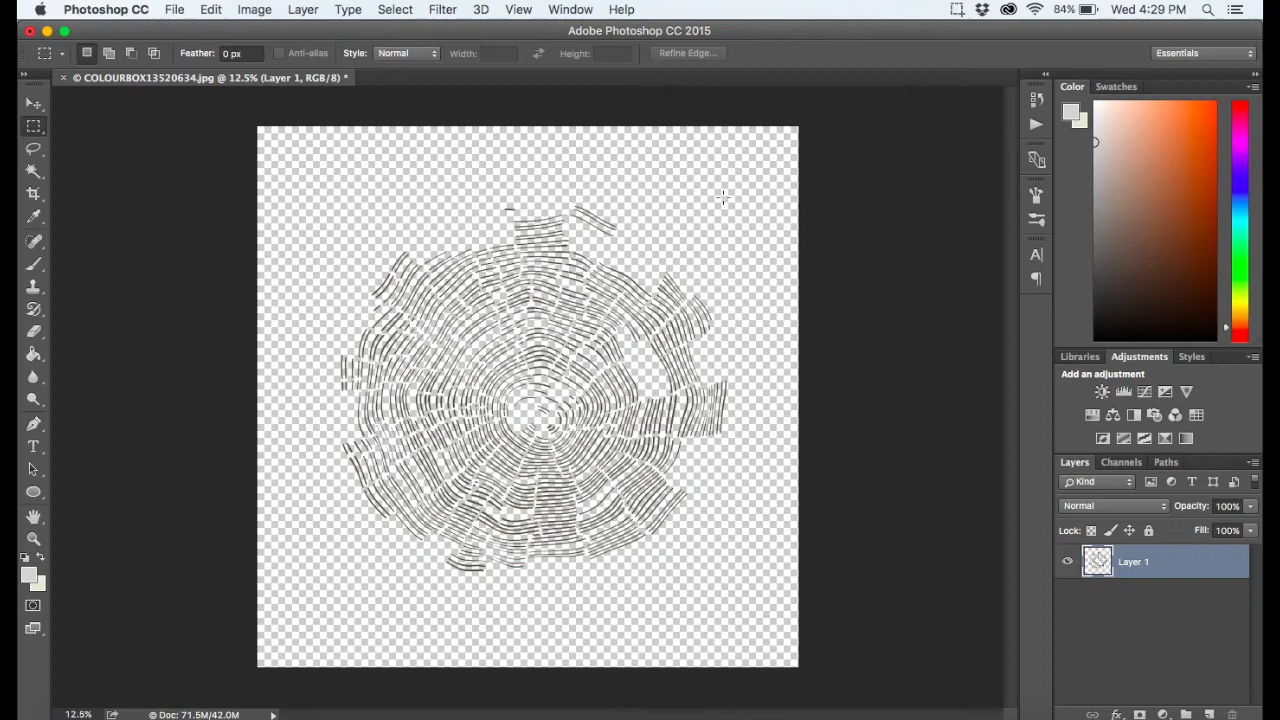 Photoshop CC File Edit Image Layer Type Select Filter 3D View Window Help 84% Wed 4:29 PM
Adobe Photoshop CC 2015
Feather: 0 px Anti-alias Style: Normal Width: Height: Refine Edge... Essentials
× © COLOURBOX13520634.jpg @ 12.5% (Layer 1, RGB/8) *
Color Swatches
Libraries Adjustments Styles
Add an adjustment
Layers Channels Paths
Kind
Normal Opacity: 100%
Lock: Fill: 100%
Layer 1
12.5% © Doc: 71.5M/42.0M